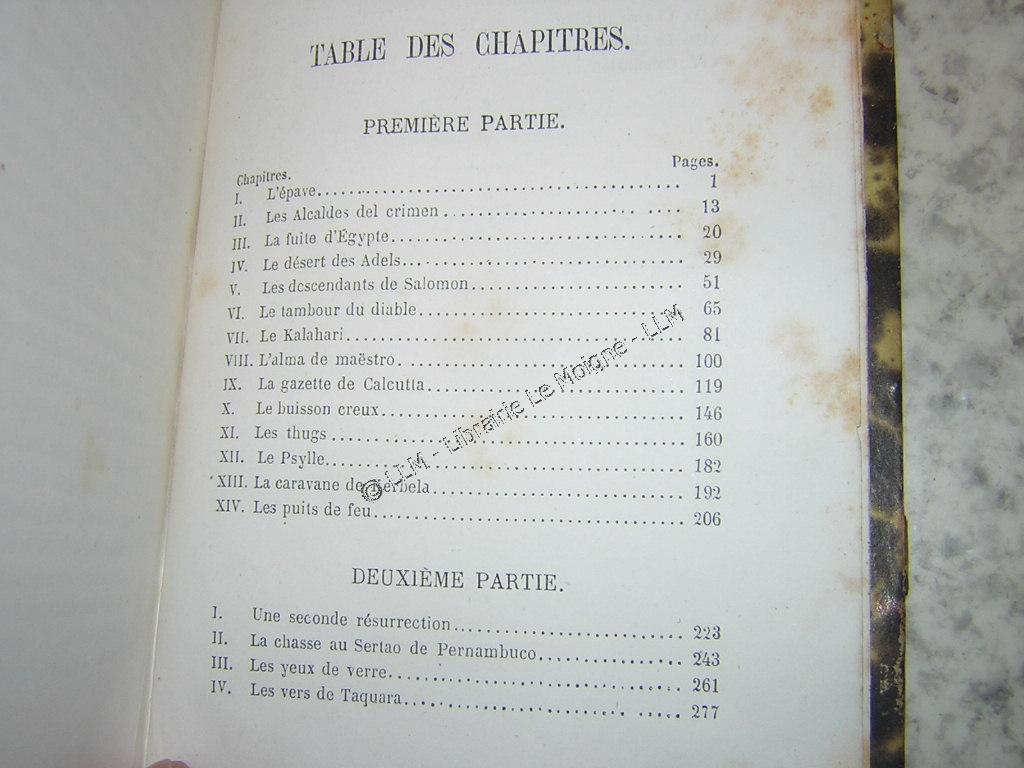 TABLE DES CHAPITRES.
PREMIÈRE PARTIE.
Chapitres. Pages.
I. L'épave........ 1
II. Les Alcaldes del crimen........ 13
III. La fuite d'Égypte........ 20
IV. Le désert des Adels........ 29
V. Les descendants de Salomon........ 51
VI. Le tambour du diable........ 65
VII. Le Kalahari........ 81
VIII. L'alma de maëstro........ 100
IX. La gazette de Calcutta........ 119
X. Le buisson creux........ 146
XI. Les thugs........ 160
XII. Le Psylle........ 182
XIII. La caravane de Kerbela........ 192
XIV. Les puits de feu........ 206
DEUXIÈME PARTIE.
I. Une seconde résurrection........ 223
II. La chasse au Sertao de Pernambuco........ 243
III. Les yeux de verre........ 261
IV. Les vers de Taquara........ 277
© LLM - Librairie Le Moigne - LLM